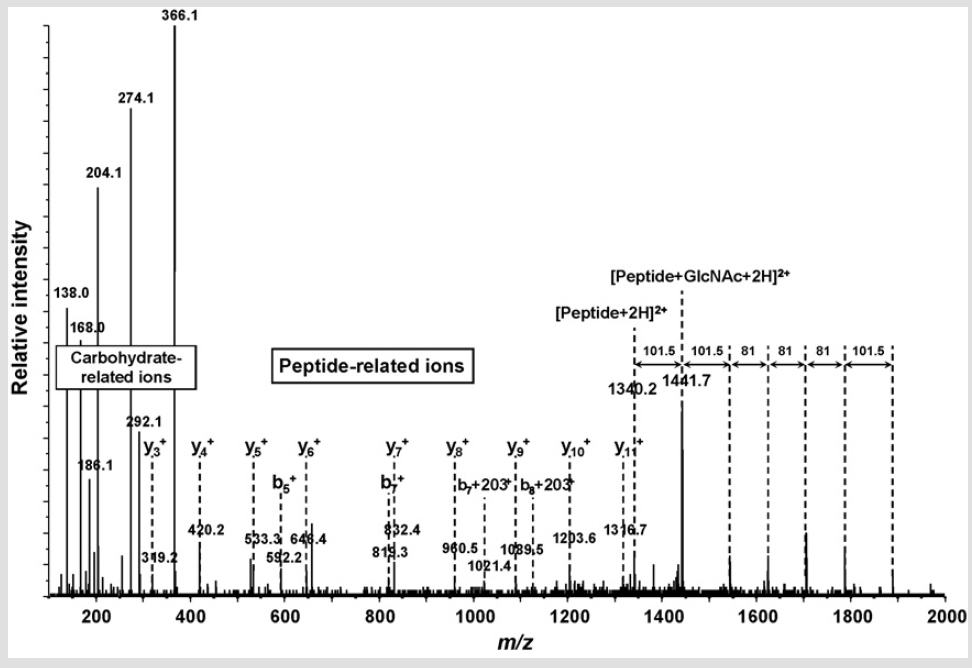 366.1
274.1
204.1
[Peptide+GlcNAc+2H]²⁺
138.0
[Peptide+2H]²⁺
168.0
101.5 101.5 81 81 81 101.5
Carbohydrate-
related ions
Peptide-related ions
1340.2 1441.7
292.1
y₃⁺ y₄⁺ y₅⁺ y₆⁺ y₇⁺ y₈⁺ y₉⁺ y₁₀⁺ y₁₁⁺
186.1
b₅⁺ b₇⁺ b₇+203⁺ b₈+203⁺
319.2 420.2 533.3 592.2 646.4 819.3 832.4 960.5 1021.4 1089.5 1203.6 1316.7
Relative intensity
200 400 600 800 1000 1200 1400 1600 1800 2000
m/z